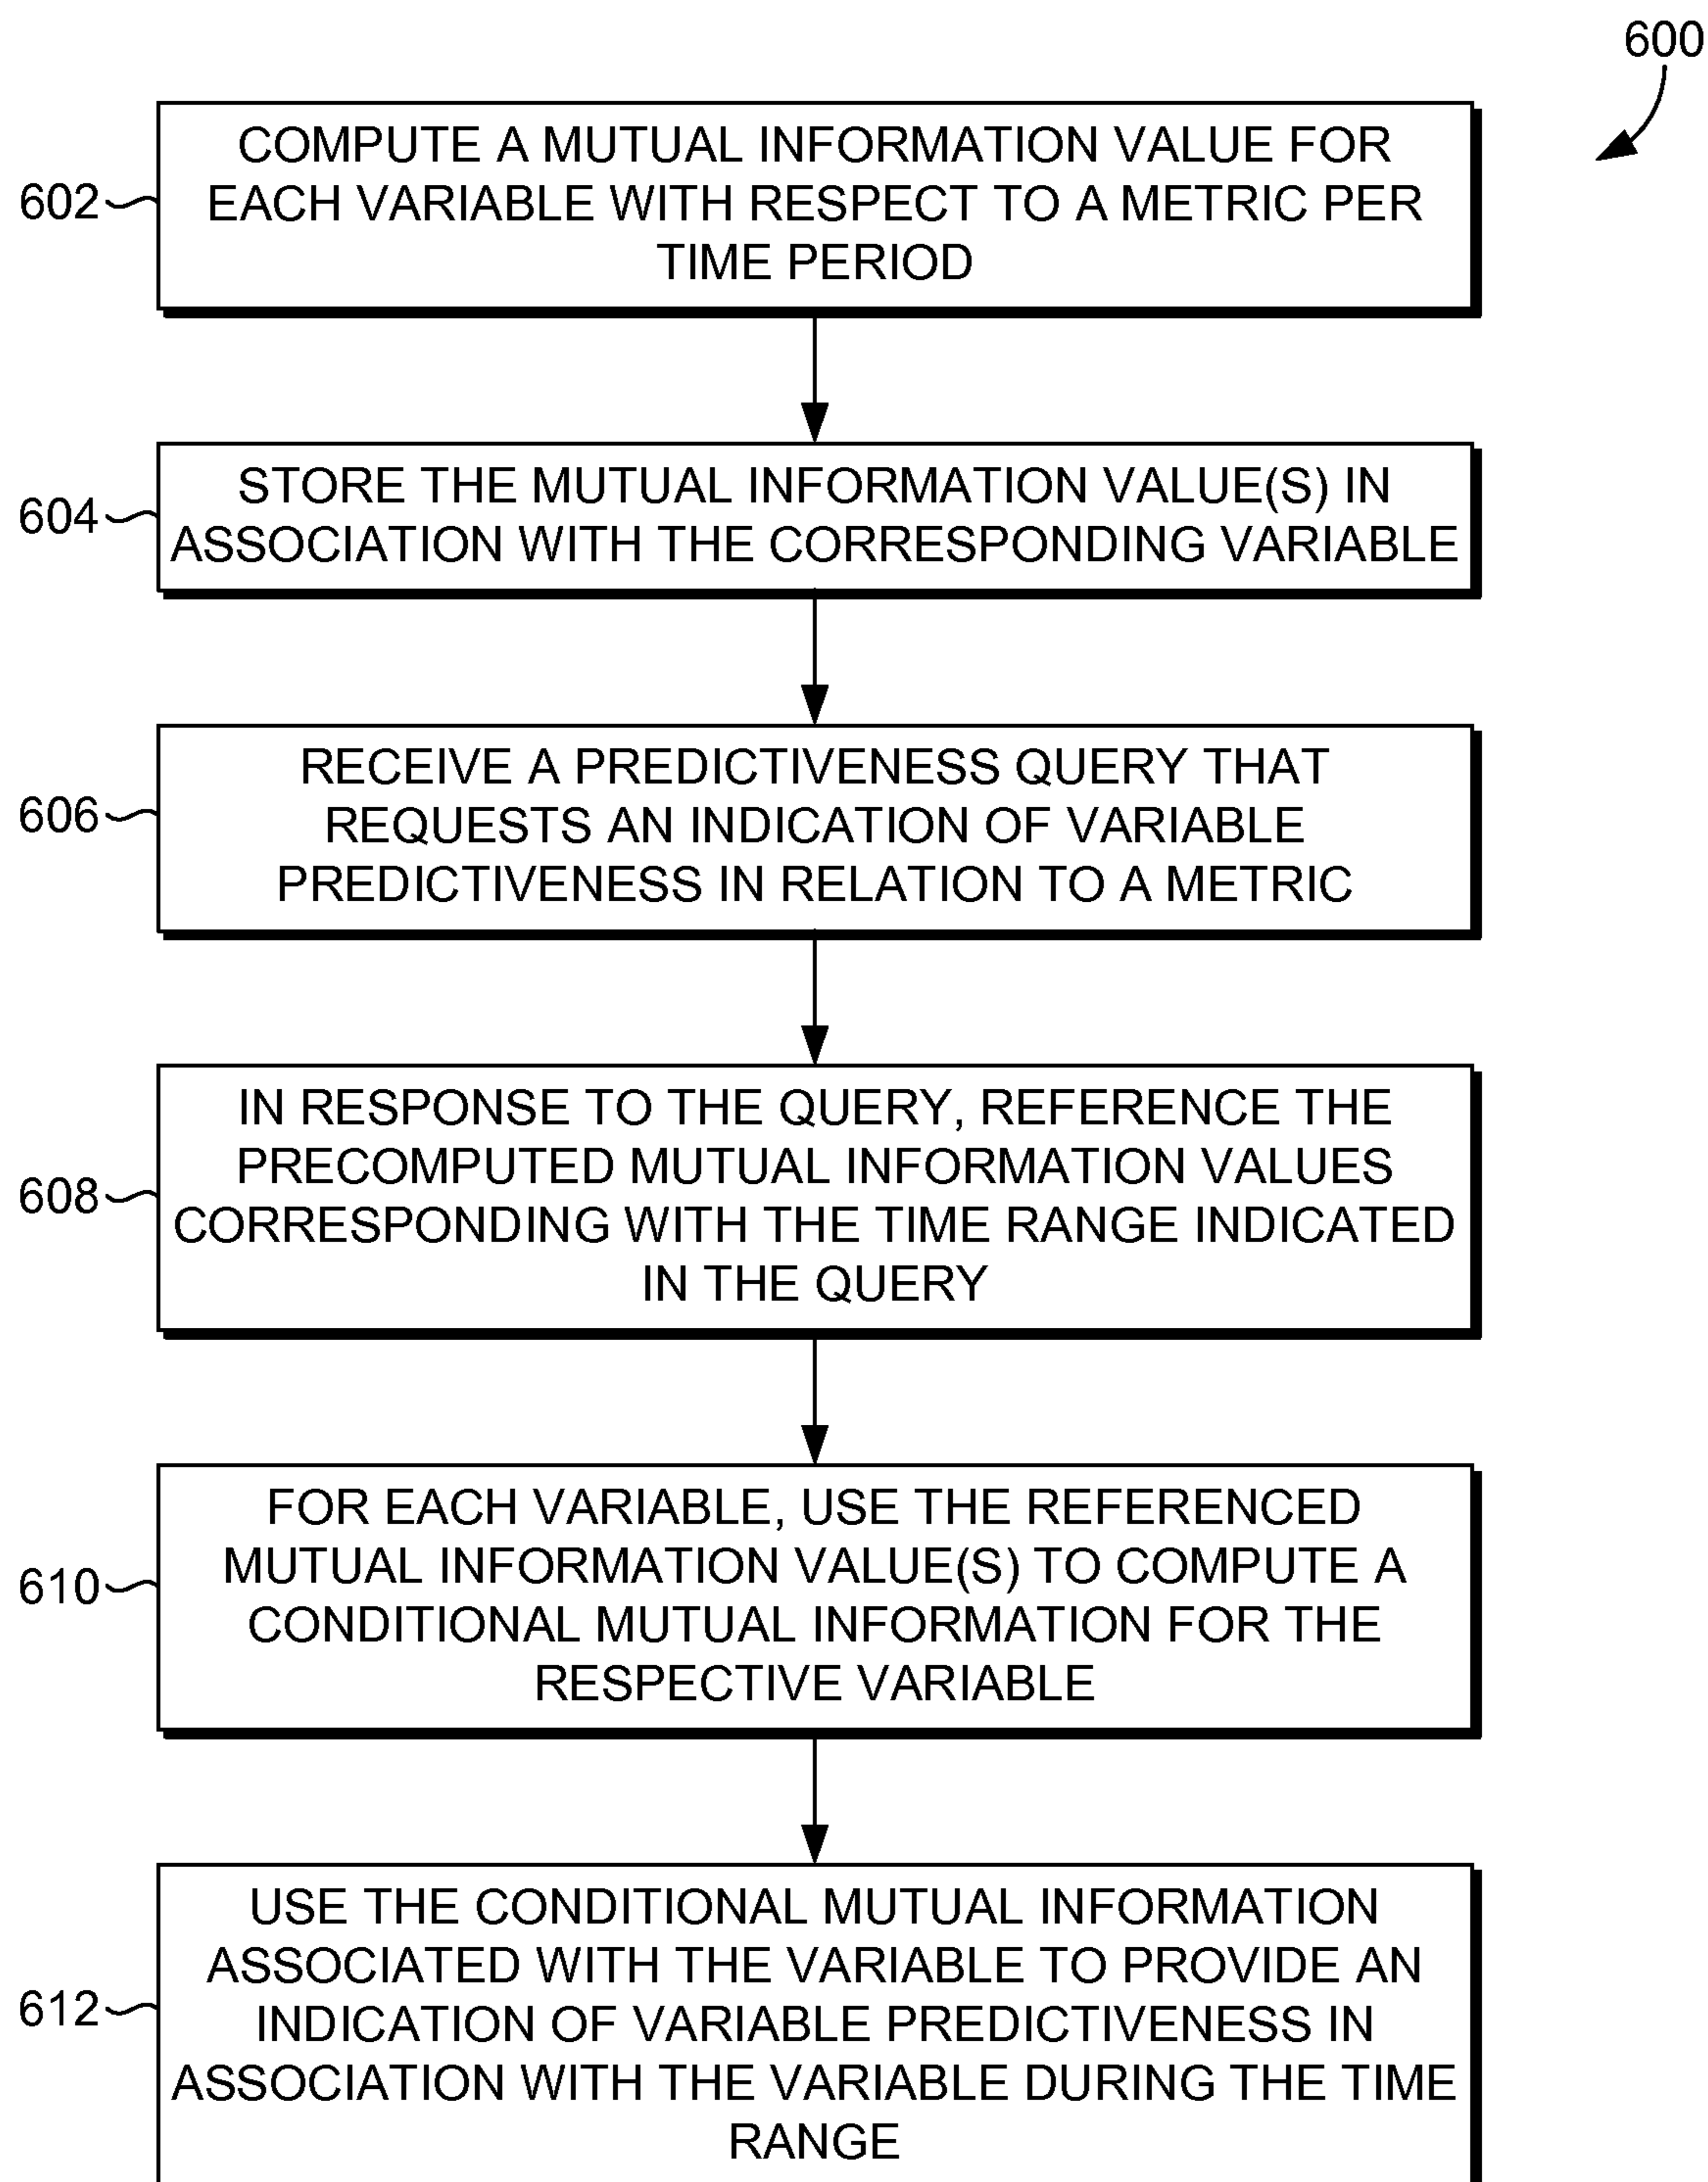 600
602
COMPUTE A MUTUAL INFORMATION VALUE FOR
EACH VARIABLE WITH RESPECT TO A METRIC PER
TIME PERIOD
604
STORE THE MUTUAL INFORMATION VALUE(S) IN
ASSOCIATION WITH THE CORRESPONDING VARIABLE
606
RECEIVE A PREDICTIVENESS QUERY THAT
REQUESTS AN INDICATION OF VARIABLE
PREDICTIVENESS IN RELATION TO A METRIC
608
IN RESPONSE TO THE QUERY, REFERENCE THE
PRECOMPUTED MUTUAL INFORMATION VALUES
CORRESPONDING WITH THE TIME RANGE INDICATED
IN THE QUERY
610
FOR EACH VARIABLE, USE THE REFERENCED
MUTUAL INFORMATION VALUE(S) TO COMPUTE A
CONDITIONAL MUTUAL INFORMATION FOR THE
RESPECTIVE VARIABLE
612
USE THE CONDITIONAL MUTUAL INFORMATION
ASSOCIATED WITH THE VARIABLE TO PROVIDE AN
INDICATION OF VARIABLE PREDICTIVENESS IN
ASSOCIATION WITH THE VARIABLE DURING THE TIME
RANGE